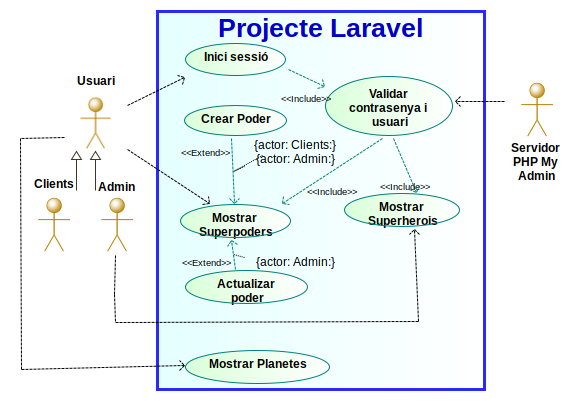 Projecte Laravel
Inici sessió
Usuari
Validar
contrasenya i
usuari
<<Include>>
Crear Poder
{actor: Clients:}
{actor: Admin:}
<<Extend>>
Servidor
PHP My
Admin
Clients
Admin
<<Include>>
<<Include>>
Mostrar
Superpoders
Mostrar
Superherois
<<Extend>>
{actor: Admin:}
Actualizar
poder
Mostrar Planetes